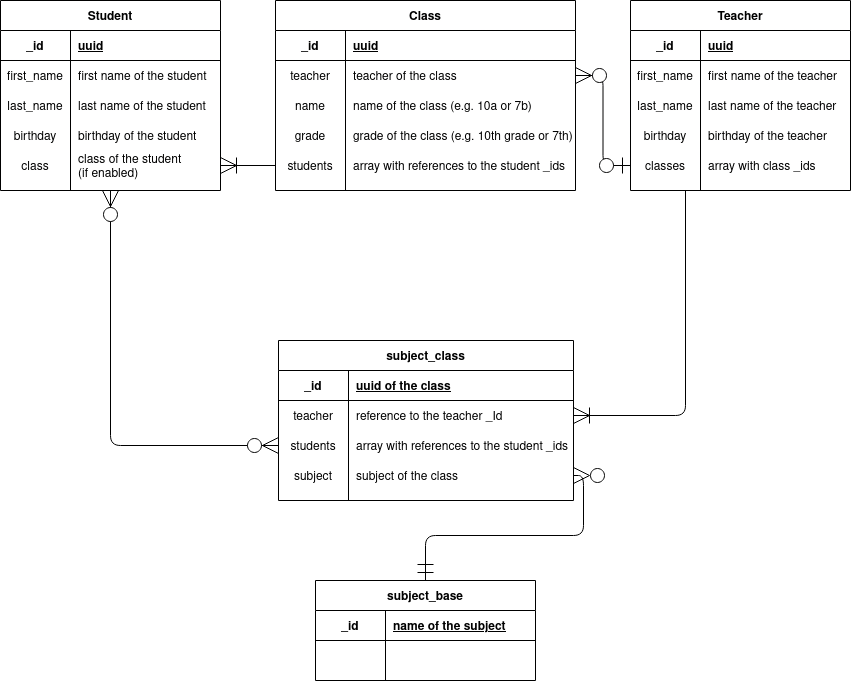 Student
_id uuid
first_name first name of the student
last_name last name of the student
birthday birthday of the student
class class of the student
(if enabled)
Class
_id uuid
teacher teacher of the class
name name of the class (e.g. 10a or 7b)
grade grade of the class (e.g. 10th grade or 7th)
students array with references to the student _ids
Teacher
_id uuid
first_name first name of the teacher
last_name last name of the teacher
birthday birthday of the teacher
classes array with class _ids
subject_class
_id uuid of the class
teacher reference to the teacher _Id
students array with references to the student _ids
subject subject of the class
subject_base
_id name of the subject